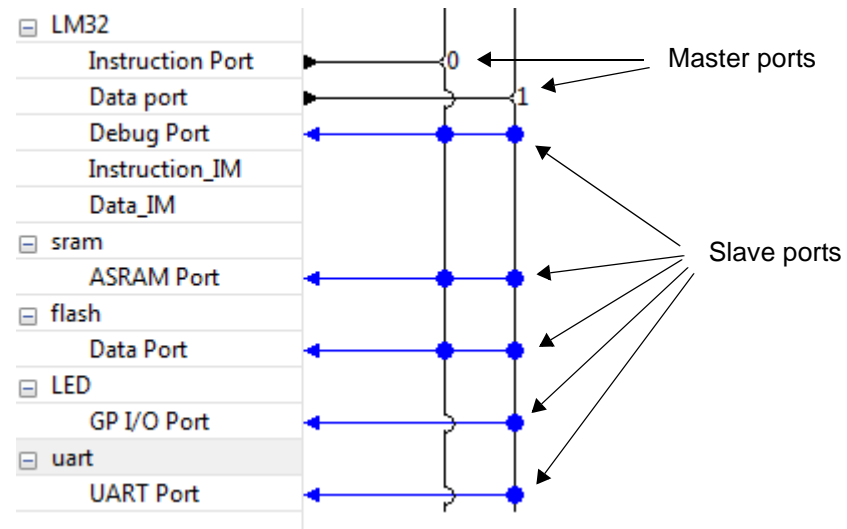 LM32
Instruction Port
0
Master ports
Data port
1
Debug Port
Instruction_IM
Data_IM
sram
Slave ports
ASRAM Port
flash
Data Port
LED
GP I/O Port
uart
UART Port